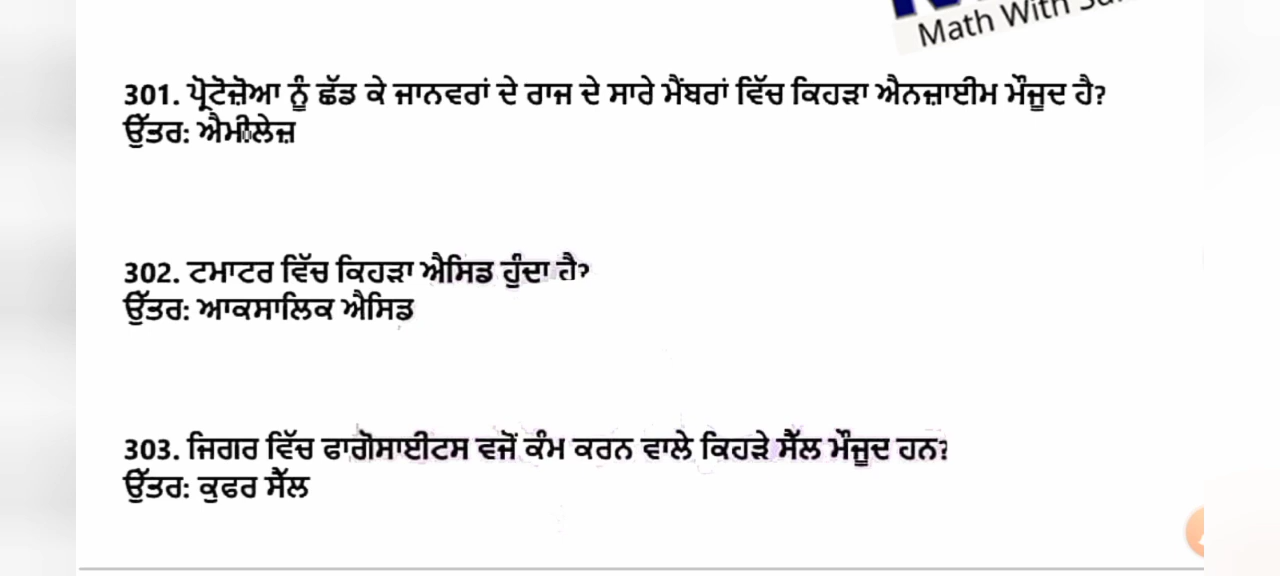 Math With
301. ਪ੍ਰੋਟੋਜ਼ੋਆ ਨੂੰ ਛੱਡ ਕੇ ਜਾਨਵਰਾਂ ਦੇ ਰਾਜ ਦੇ ਸਾਰੇ ਮੈਂਬਰਾਂ ਵਿੱਚ ਕਿਹੜਾ ਐਨਜ਼ਾਈਮ ਮੌਜੂਦ ਹੈ?
ਉੱਤਰ: ਐਮੀਲੇਜ਼
302. ਟਮਾਟਰ ਵਿੱਚ ਕਿਹੜਾ ਐਸਿਡ ਹੁੰਦਾ ਹੈ?
ਉੱਤਰ: ਆਕਸਾਲਿਕ ਐਸਿਡ
303. ਜਿਗਰ ਵਿੱਚ ਫਾਗੋਸਾਈਟਸ ਵਜੋਂ ਕੰਮ ਕਰਨ ਵਾਲੇ ਕਿਹੜੇ ਸੈੱਲ ਮੌਜੂਦ ਹਨ?
ਉੱਤਰ: ਕੁਫਰ ਸੈੱਲ